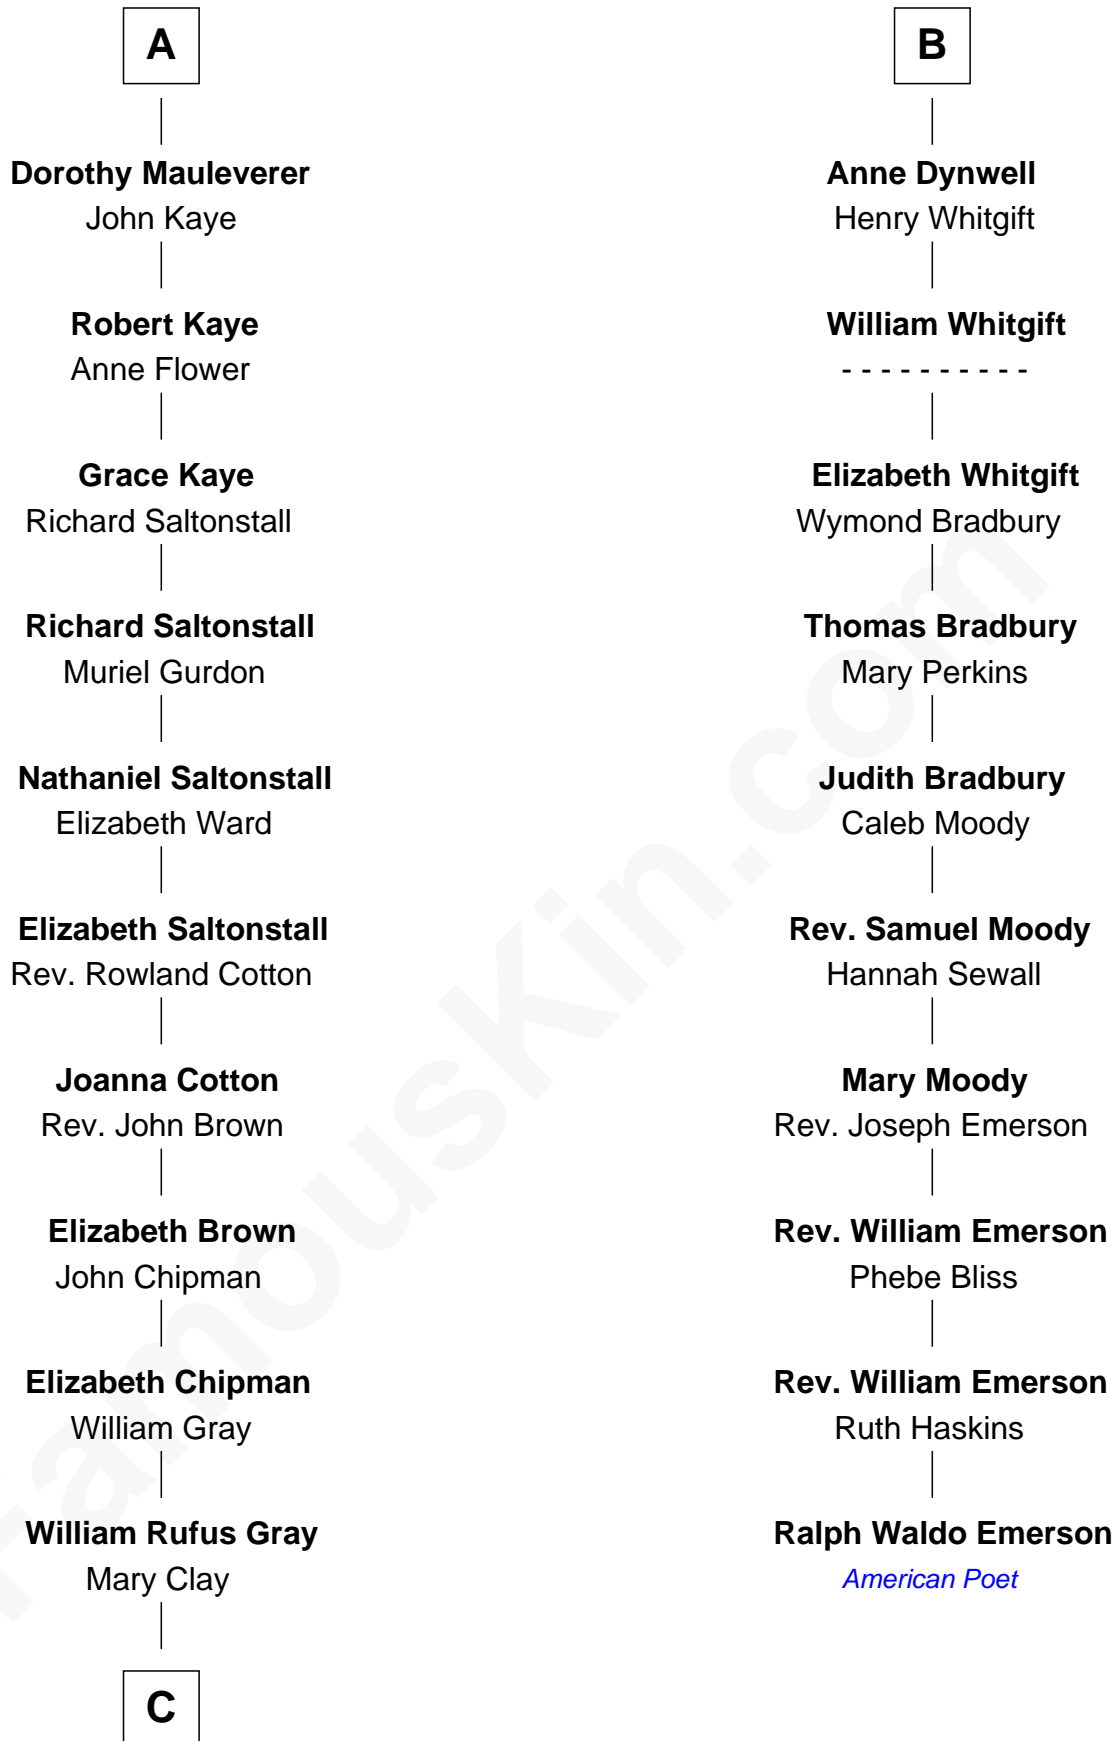 A
Dorothy Mauleverer
John Kaye
Robert Kaye
Anne Flower
Grace Kaye
Richard Saltonstall
Richard Saltonstall
Muriel Gurdon
Nathaniel Saltonstall
Elizabeth Ward
Elizabeth Saltonstall
Rev. Rowland Cotton
Joanna Cotton
Rev. John Brown
Elizabeth Brown
John Chipman
Elizabeth Chipman
William Gray
William Rufus Gray
Mary Clay
C
B
Anne Dynwell
Henry Whitgift
William Whitgift
- - - - - - - - - -
Elizabeth Whitgift
Wymond Bradbury
Thomas Bradbury
Mary Perkins
Judith Bradbury
Caleb Moody
Rev. Samuel Moody
Hannah Sewall
Mary Moody
Rev. Joseph Emerson
Rev. William Emerson
Phebe Bliss
Rev. William Emerson
Ruth Haskins
Ralph Waldo Emerson
American Poet
FamousKin.com